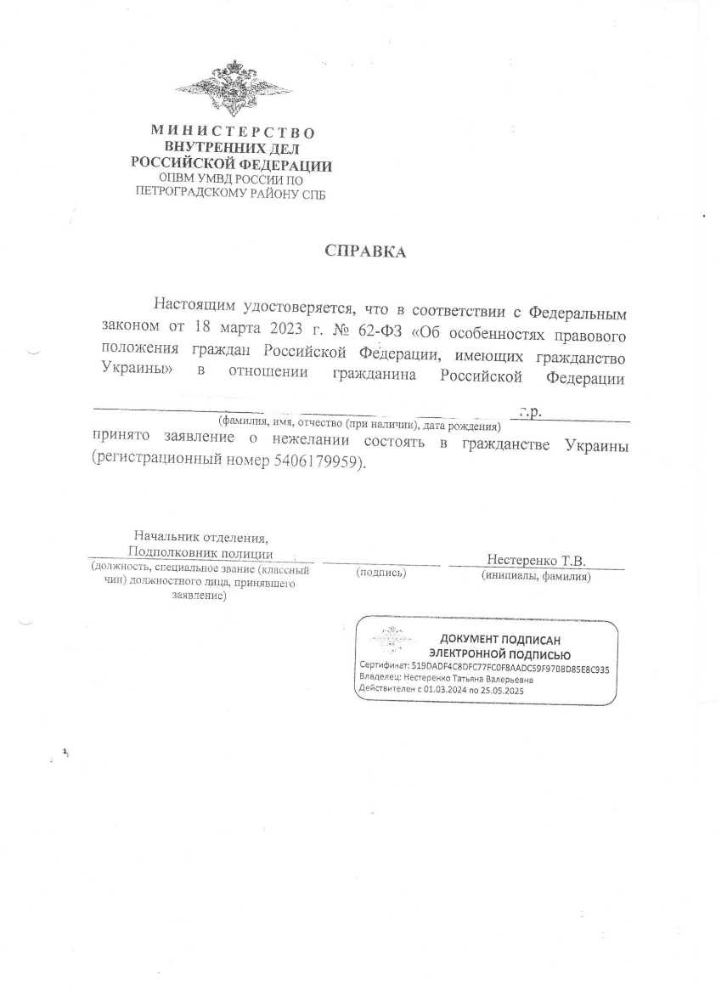 МИНИСТЕРСТВО
ВНУТРЕННИХ ДЕЛ
РОССИЙСКОЙ ФЕДЕРАЦИИ
ОПВМ УМВД РОССИИ ПО
ПЕТРОГРАДСКОМУ РАЙОНУ СПБ
СПРАВКА
Настоящим удостоверяется, что в соответствии с Федеральным
законом от 18 марта 2023 г. № 62-ФЗ «Об особенностях правового
положения граждан Российской Федерации, имеющих гражданство
Украины» в отношении гражданина Российской Федерации
г.р.
(фамилия, имя, отчество (при наличии), дата рождения)
принято заявление о нежелании состоять в гражданстве Украины
(регистрационный номер 5406179959).
Начальник отделения,
Подполковник полиции Нестеренко Т.В.
(должность, специальное звание (классный (подпись) (инициалы, фамилия)
чин) должностного лица, принявшего
заявление)
ДОКУМЕНТ ПОДПИСАН
ЭЛЕКТРОННОЙ ПОДПИСЬЮ
Сертификат: 519DADF4C8DFC77FC0F8AADC59F97B8D85E8C935
Владелец: Нестеренко Татьяна Валерьевна
Действителен с 01.03.2024 по 25.05.2025